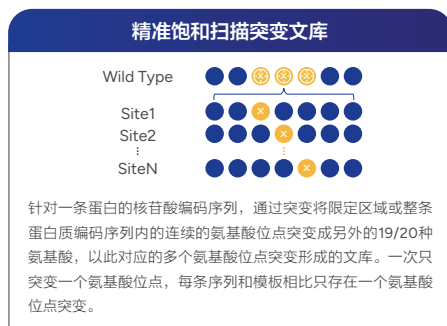 精准饱和扫描突变文库
Wild Type
Site1
Site2
SiteN
针对一条蛋白的核苷酸编码序列，通过突变将限定区域或整条
蛋白质编码序列内的连续的氨基酸位点突变成另外的19/20种
氨基酸，以此对应的多个氨基酸位点突变形成的文库。一次只
突变一个氨基酸位点，每条序列和模板相比只存在一个氨基酸
位点突变。